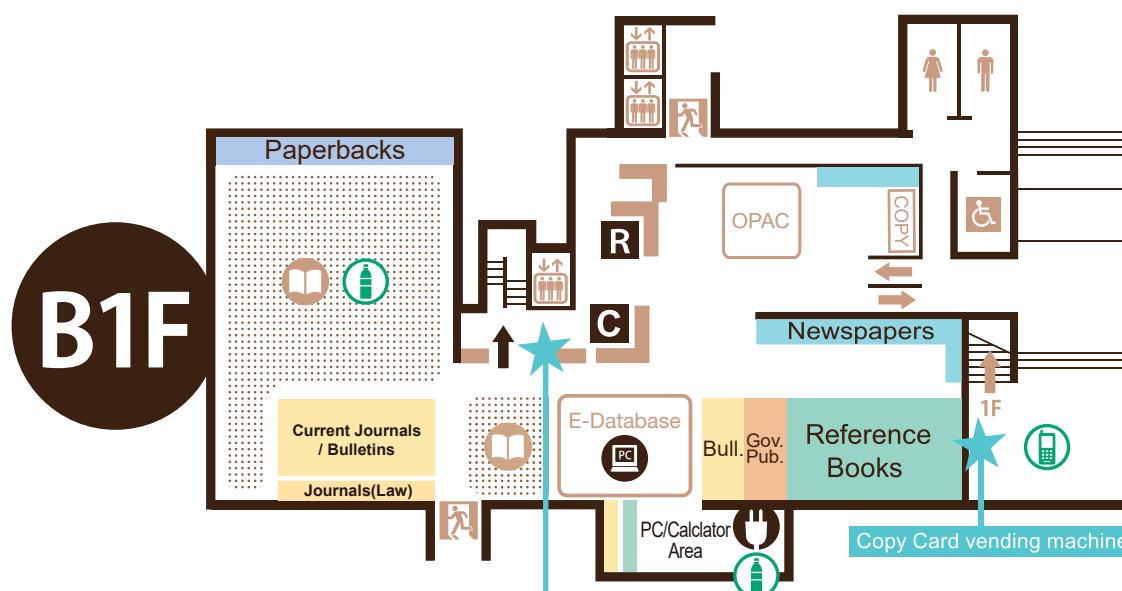 Paperbacks
R
OPAC
COPY
B1F
C
Newspapers
1F
Current Journals
/ Bulletins
E-Database
PC
Bull.
Gov.
Pub.
Reference
Books
Journals(Law)
PC/Calclator
Area
Copy Card vending machine